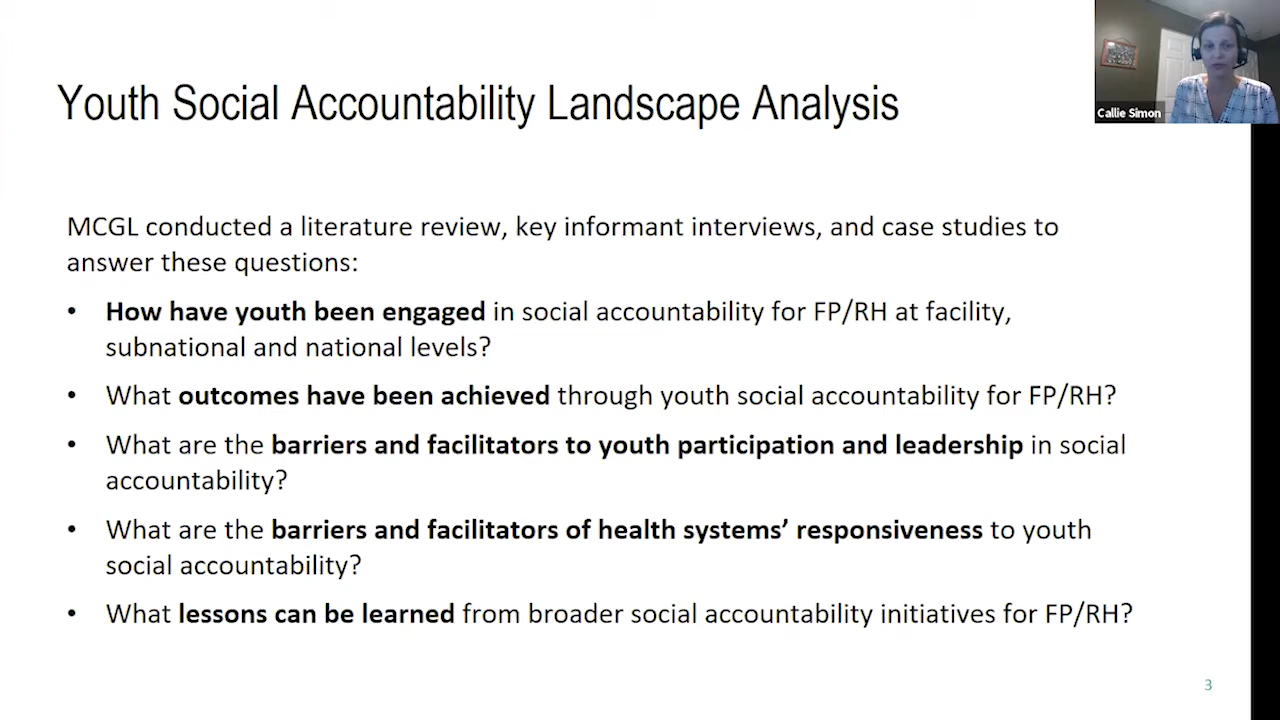 Youth Social Accountability Landscape Analysis
Callie Simon
MCGL conducted a literature review, key informant interviews, and case studies to
answer these questions:
• How have youth been engaged in social accountability for FP/RH at facility,
subnational and national levels?
• What outcomes have been achieved through youth social accountability for FP/RH?
• What are the barriers and facilitators to youth participation and leadership in social
accountability?
• What are the barriers and facilitators of health systems’ responsiveness to youth
social accountability?
• What lessons can be learned from broader social accountability initiatives for FP/RH?
3